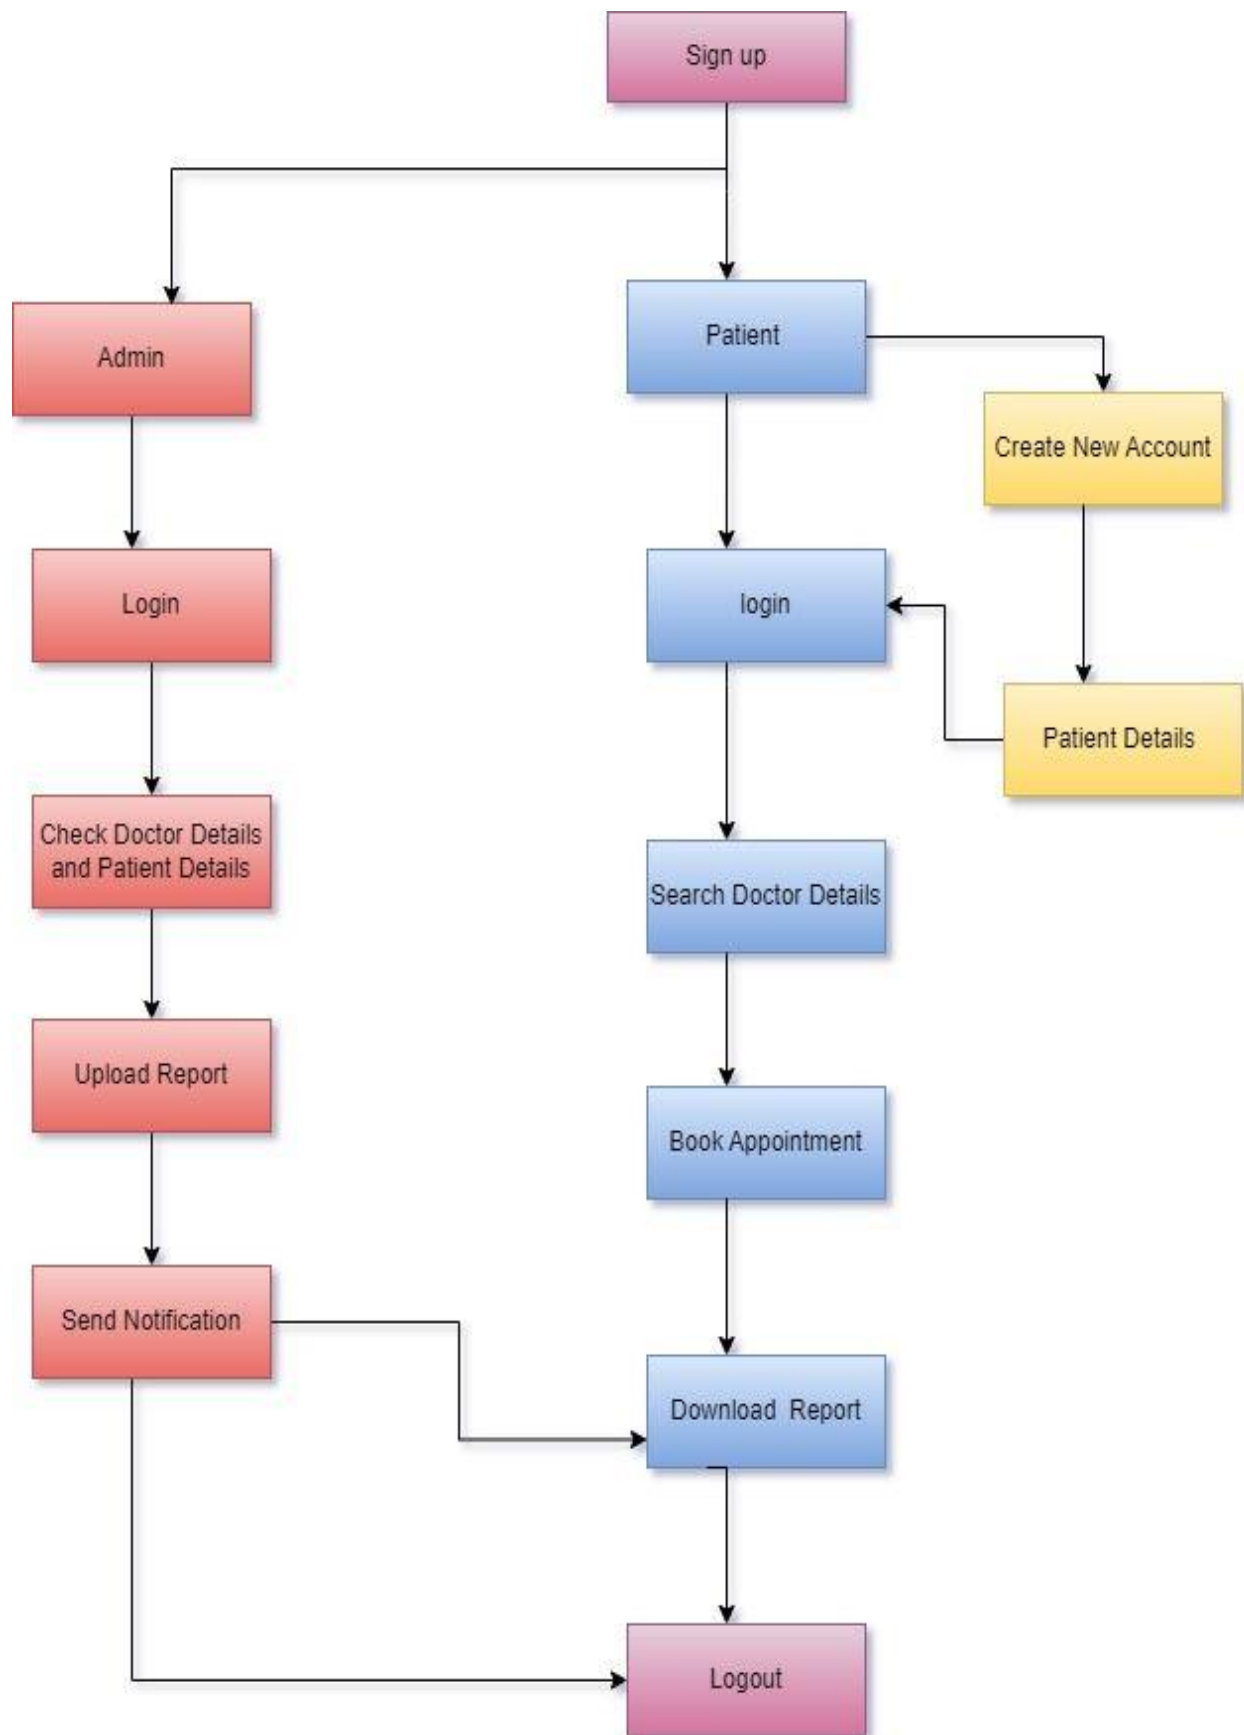 Sign up
Admin
Patient
Create New Account
Login
login
Patient Details
Check Doctor Details
and Patient Details
Search Doctor Details
Upload Report
Book Appointment
Send Notification
Download  Report
Logout